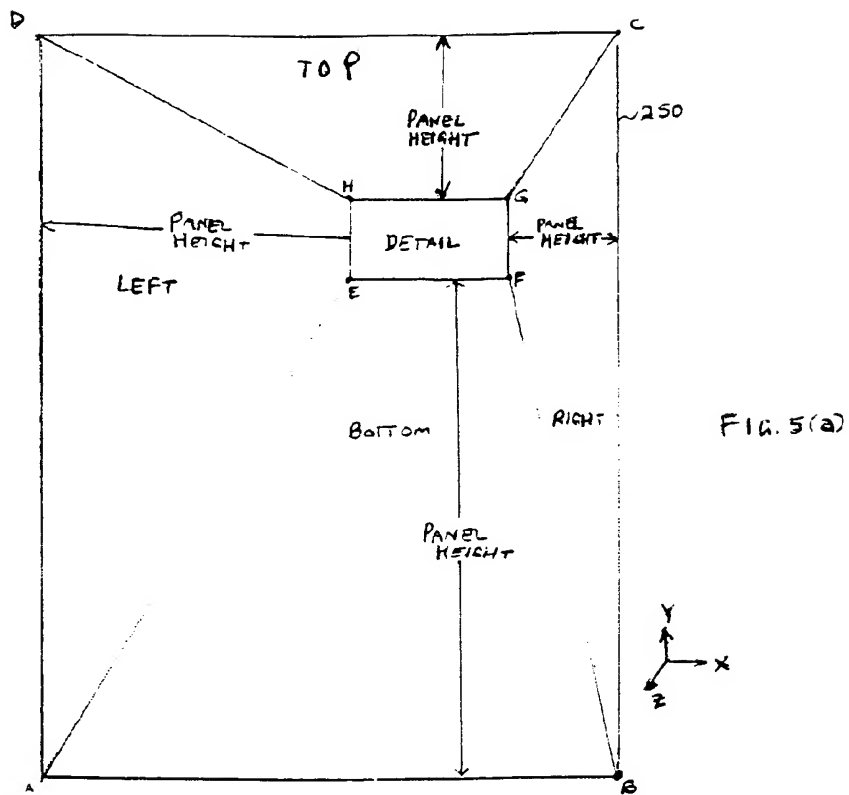 D
C
TOP
250
PANEL
HEIGHT
H
G
PANEL
HEIGHT
DETAIL
PANEL
HEIGHT
LEFT
E
F
BOTTOM
RIGHT
FIG. 5(a)
PANEL
HEIGHT
Y
X
Z
A
B